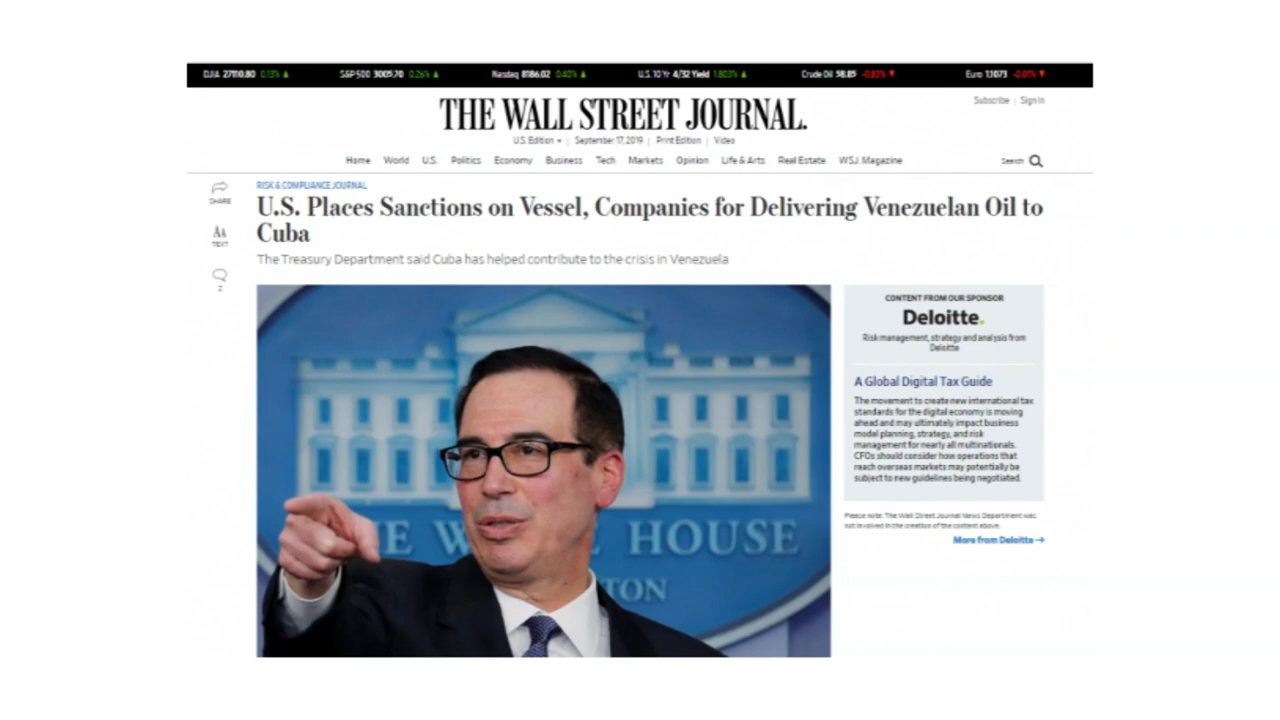 DJIA 27110.80 0.13% ▲ S&P 500 3005.70 0.26% ▲ Nasdaq 8186.02 0.40% ▲ U.S. 10 Yr 4/32 Yield 1.803% ▲ Crude Oil 58.85 -0.83% ▼ Euro 1.1073 -0.01% ▼
Subscribe | Sign In
THE WALL STREET JOURNAL.
U.S. Edition | September 17, 2019 | Print Edition | Video
Home World U.S. Politics Economy Business Tech Markets Opinion Life & Arts Real Estate WSJ. Magazine Search
RISK & COMPLIANCE JOURNAL
SHARE
AA
TEXT
2
U.S. Places Sanctions on Vessel, Companies for Delivering Venezuelan Oil to
Cuba
The Treasury Department said Cuba has helped contribute to the crisis in Venezuela
E W HOUSE
TON
CONTENT FROM OUR SPONSOR
Deloitte.
Risk management, strategy and analysis from
Deloitte
A Global Digital Tax Guide
The movement to create new international tax
standards for the digital economy is moving
ahead and may ultimately impact business
model planning, strategy, and risk
management for nearly all multinationals.
CFOs should consider how operations that
reach overseas markets may potentially be
subject to new guidelines being negotiated.
Please note: The Wall Street Journal News Department was
not involved in the creation of the content above.
More from Deloitte →